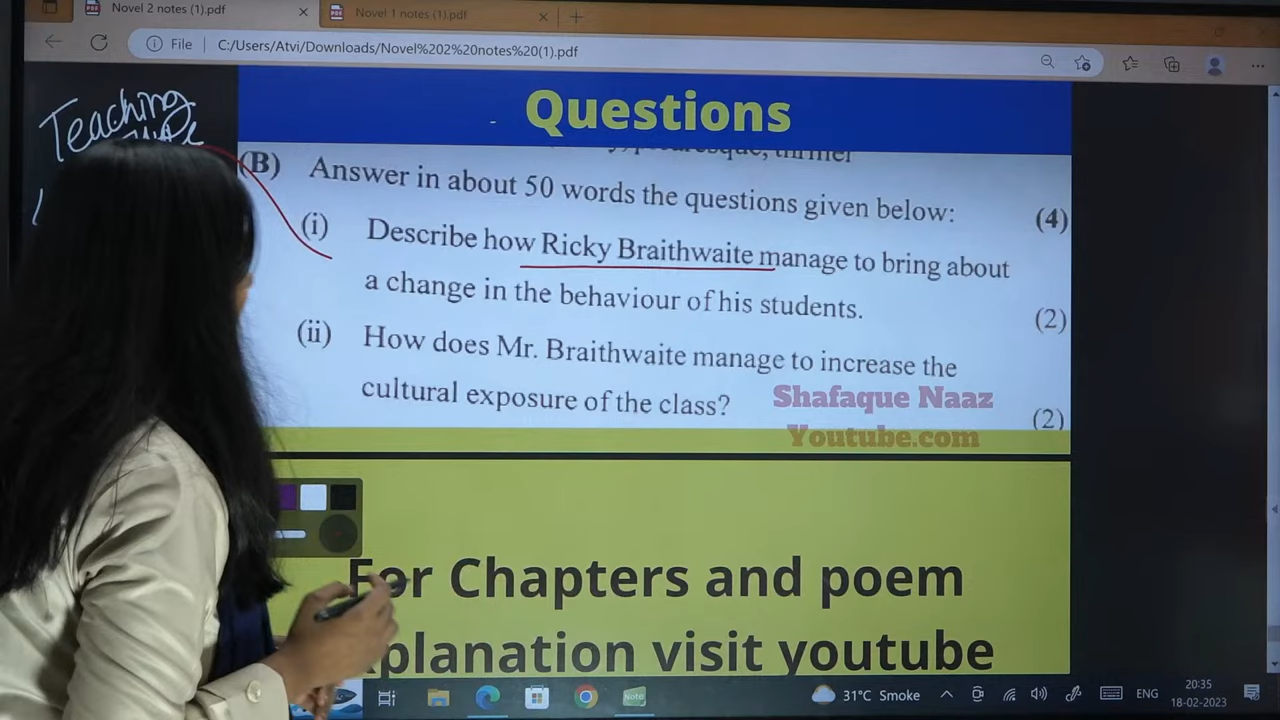 Novel 2 notes (1).pdf
Novel 1 notes (1).pdf
File
C:/Users/Atvi/Downloads/Novel%202%20notes%20(1).pdf
Teaching
Questions
(B) Answer in about 50 words the questions given below: (4)
(i) Describe how Ricky Braithwaite manage to bring about
a change in the behaviour of his students. (2)
(ii) How does Mr. Braithwaite manage to increase the
cultural exposure of the class? (2)
Shafaque Naaz
Youtube.com
For Chapters and poem
xplanation visit youtube
31°C Smoke
ENG
20:35
18-02-2023